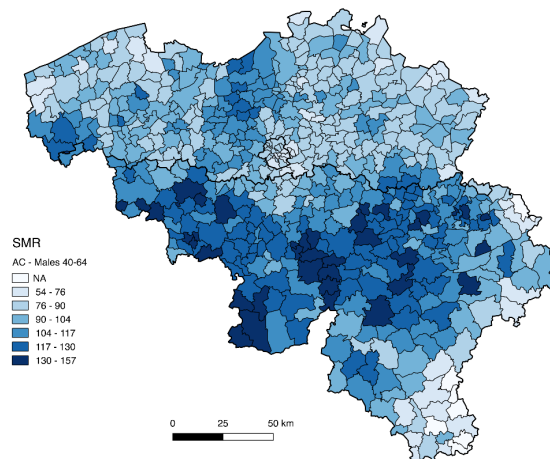 SMR
AC - Males 40-64
NA
54 - 76
76 - 90
90 - 104
104 - 117
117 - 130
130 - 157
0 25 50 km